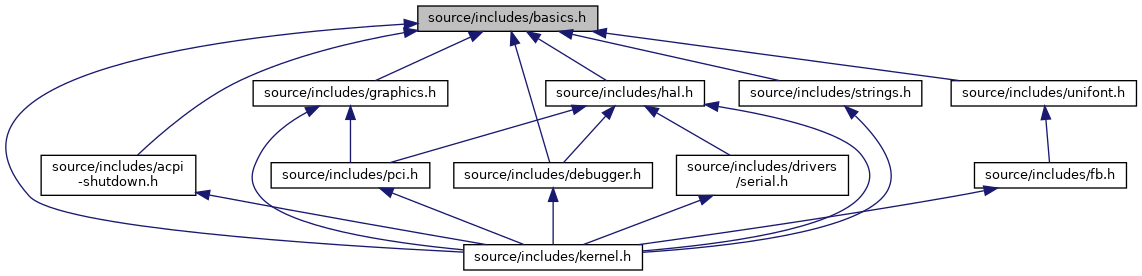 source/includes/basics.h
source/includes/graphics.h
source/includes/hal.h
source/includes/strings.h
source/includes/unifont.h
source/includes/acpi
-shutdown.h
source/includes/pci.h
source/includes/debugger.h
source/includes/drivers
/serial.h
source/includes/fb.h
source/includes/kernel.h